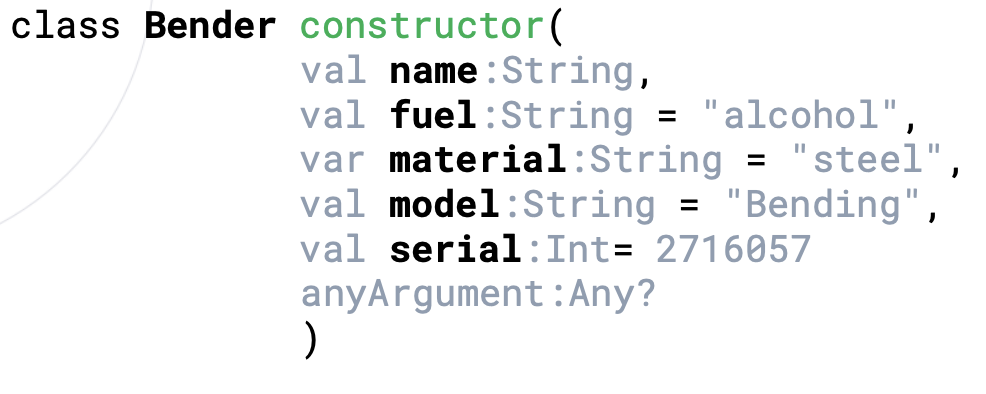 class Bender constructor(
val name:String,
val fuel:String = "alcohol",
var material:String = "steel",
val model:String = "Bending",
val serial:Int= 2716057
anyArgument:Any?
)